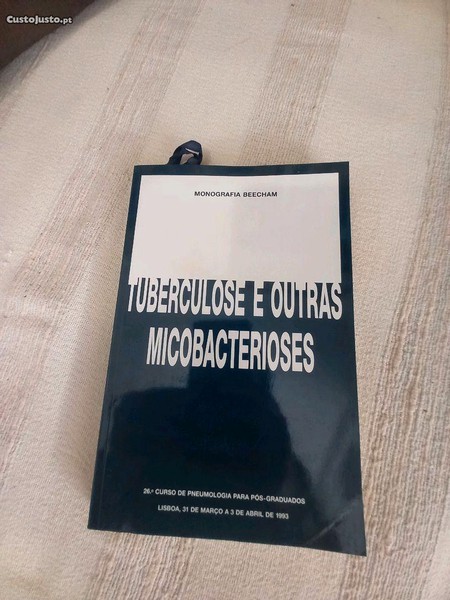 CustoJusto.pt
MONOGRAFIA BEECHAM
TUBERCULOSE E OUTRAS
MICOBACTERIOSES
26.º CURSO DE PNEUMOLOGIA PARA PÓS-GRADUADOS
LISBOA, 31 DE MARÇO A 3 DE ABRIL DE 1993